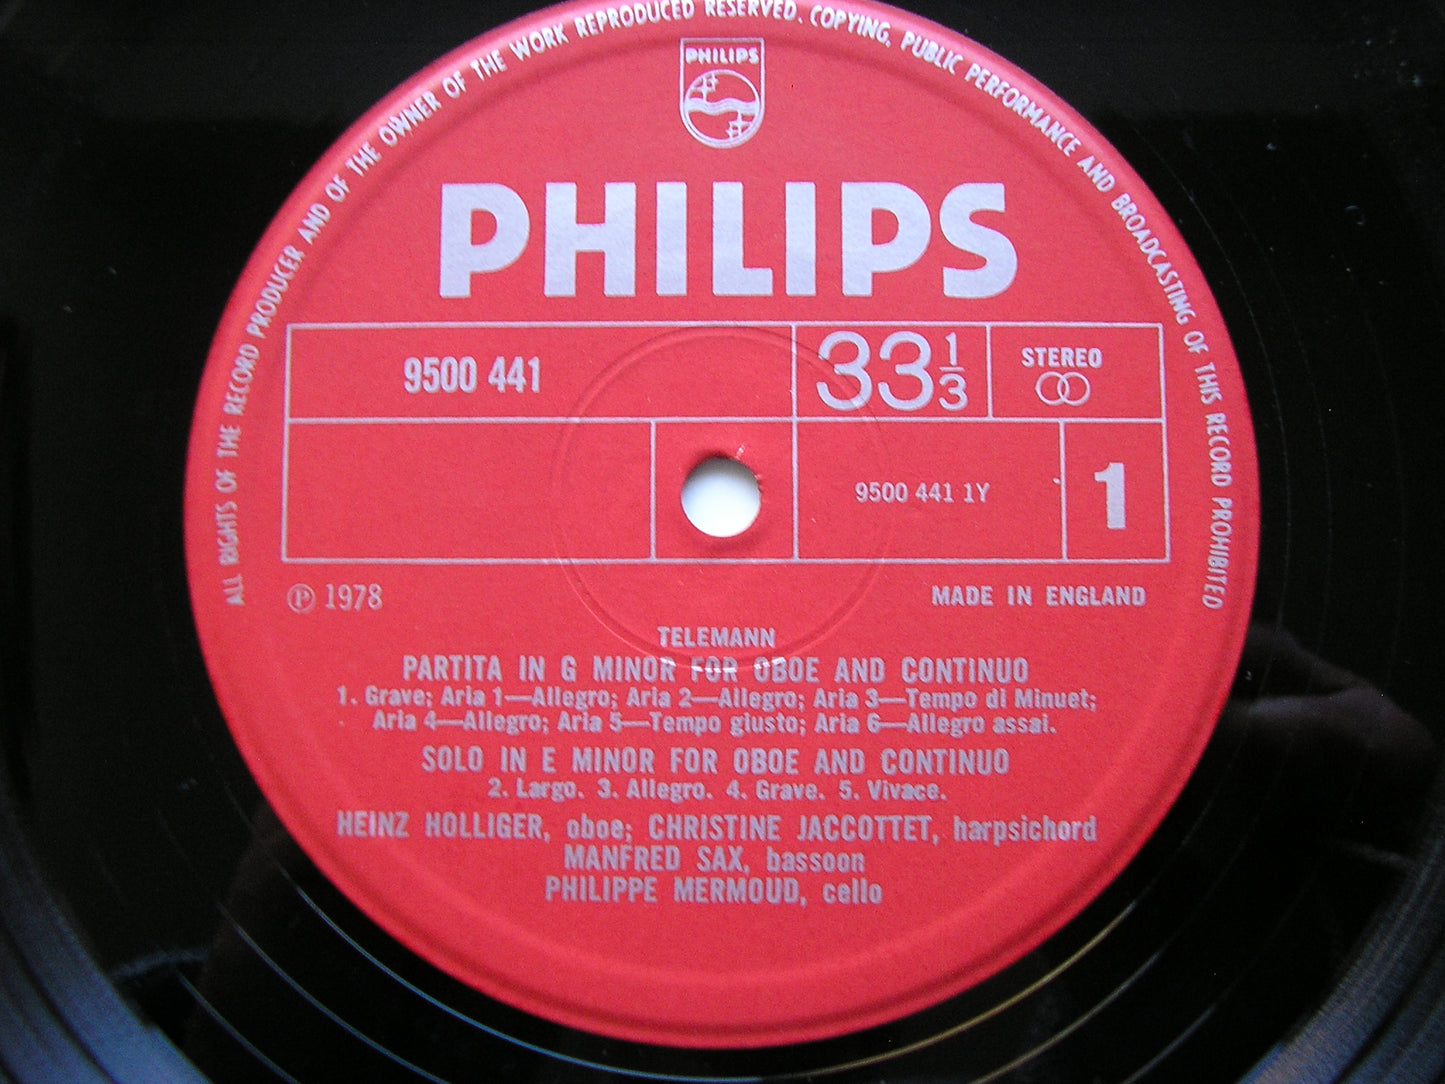 ALL RIGHTS OF THE RECORD PRODUCER AND OF THE OWNER OF THE WORK REPRODUCED RESERVED. COPYING, PUBLIC PERFORMANCE AND BROADCASTING OF THIS RECORD PROHIBITED
PHILIPS
PHILIPS
9500 441
33 1/3
STEREO
9500 441 1Y
1
Ⓟ 1978
MADE IN ENGLAND
TELEMANN
PARTITA IN G MINOR FOR OBOE AND CONTINUO
1. Grave; Aria 1—Allegro; Aria 2—Allegro; Aria 3—Tempo di Minuet;
Aria 4—Allegro; Aria 5—Tempo giusto; Aria 6—Allegro assai.
SOLO IN E MINOR FOR OBOE AND CONTINUO
2. Largo. 3. Allegro. 4. Grave. 5. Vivace.
HEINZ HOLLIGER, oboe; CHRISTINE JACCOTTET, harpsichord
MANFRED SAX, bassoon
PHILIPPE MERMOUD, cello